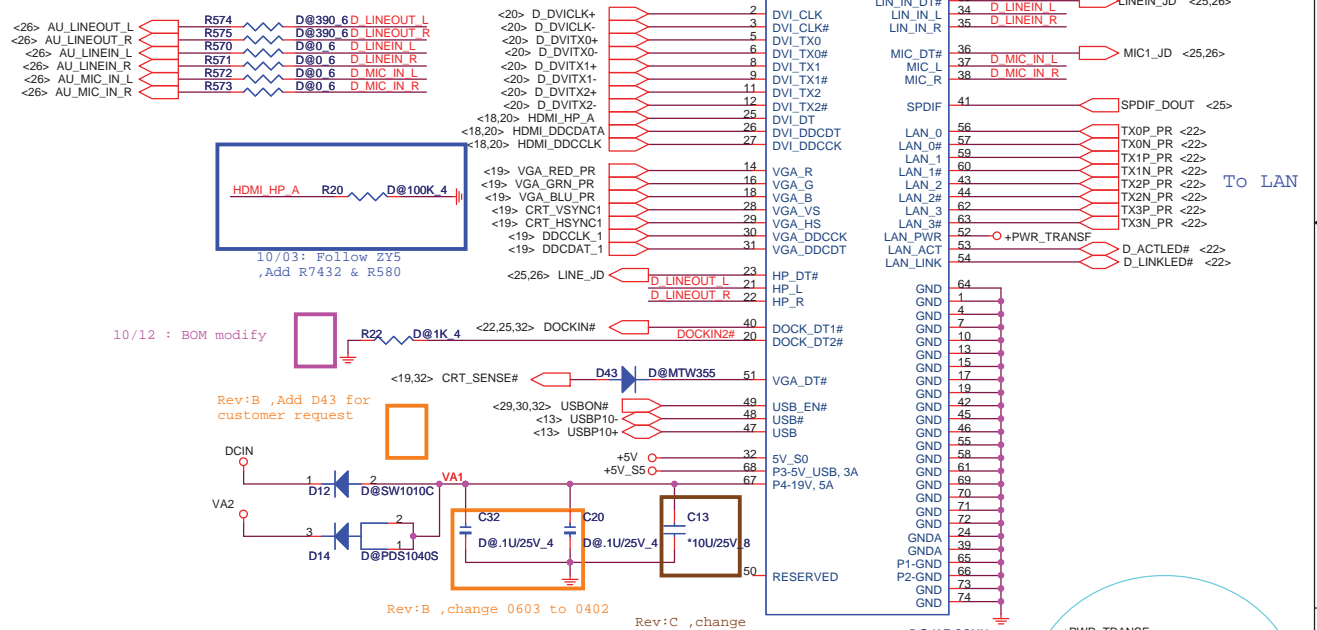 <26> AU_LINEOUT_L R574 D@390_6 D_LINEOUT_L
<26> AU_LINEOUT_R R575 D@390_6 D_LINEOUT_R
<26> AU_LINEIN_L R570 D@0_6 D_LINEIN_L
<26> AU_LINEIN_R R571 D@0_6 D_LINEIN_R
<26> AU_MIC_IN_L R572 D@0_6 D_MIC_IN_L
<26> AU_MIC_IN_R R573 D@0_6 D_MIC_IN_R
HDMI_HP_A R20 D@100K_4
10/03: Follow ZY5
,Add R7432 & R580
10/12 : BOM modify
R22 D@1K_4
Rev:B ,Add D43 for
customer request
DCIN
1 2
D12 D@SW1010C
VA1
VA2
3 2
1
D14 D@PDS1040S
C32
D@.1U/25V_4
C20
D@.1U/25V_4
C13
*10U/25V_8
Rev:B ,change 0603 to 0402
Rev:C ,change
<20> D_DVICLK+ 2 DVI_CLK
<20> D_DVICLK- 3 DVI_CLK#
<20> D_DVITX0+ 5 DVI_TX0
<20> D_DVITX0- 6 DVI_TX0#
<20> D_DVITX1+ 8 DVI_TX1
<20> D_DVITX1- 9 DVI_TX1#
<20> D_DVITX2+ 11 DVI_TX2
<20> D_DVITX2- 12 DVI_TX2#
<18,20> HDMI_HP_A 25 DVI_DT
<18,20> HDMI_DDCDATA 26 DVI_DDCDT
<18,20> HDMI_DDCCLK 27 DVI_DDCCK
<19> VGA_RED_PR 14 VGA_R
<19> VGA_GRN_PR 16 VGA_G
<19> VGA_BLU_PR 18 VGA_B
<19> CRT_VSYNC1 28 VGA_VS
<19> CRT_HSYNC1 29 VGA_HS
<19> DDCCLK_1 30 VGA_DDCCK
<19> DDCDAT_1 31 VGA_DDCDT
<25,26> LINE_JD 23 HP_DT#
D_LINEOUT_L 21 HP_L
D_LINEOUT_R 22 HP_R
<22,25,32> DOCKIN# 40 DOCK_DT1#
DOCKIN2# 20 DOCK_DT2#
<19,32> CRT_SENSE# D43 D@MTW355 51 VGA_DT#
<29,30,32> USBON# 49 USB_EN#
<13> USBP10- 48 USB#
<13> USBP10+ 47 USB
+5V 32 5V_S0
+5V_S5 68 P3-5V_USB, 3A
67 P4-19V, 5A
50 RESERVED
LIN_IN_DT# LINEIN_JD <25,26>
LIN_IN_L 34 D_LINEIN_L
LIN_IN_R 35 D_LINEIN_R
MIC_DT# 36 MIC1_JD <25,26>
MIC_L 37 D_MIC_IN_L
MIC_R 38 D_MIC_IN_R
SPDIF 41 SPDIF_DOUT <25>
LAN_0 56 TX0P_PR <22>
LAN_0# 57 TX0N_PR <22>
LAN_1 59 TX1P_PR <22>
LAN_1# 60 TX1N_PR <22>
LAN_2 43 TX2P_PR <22>
LAN_2# 44 TX2N_PR <22>
LAN_3 62 TX3P_PR <22>
LAN_3# 63 TX3N_PR <22>
To LAN
LAN_PWR 52 +PWR_TRANSF
LAN_ACT 53 D_ACTLED# <22>
LAN_LINK 54 D_LINKLED# <22>
GND 64
GND 1
GND 4
GND 7
GND 10
GND 13
GND 15
GND 17
GND 19
GND 42
GND 45
GND 46
GND 55
GND 58
GND 61
GND 69
GND 70
GND 71
GND 72
GNDA 24
GNDA 39
P1-GND 65
P2-GND 66
GND 73
GND 74